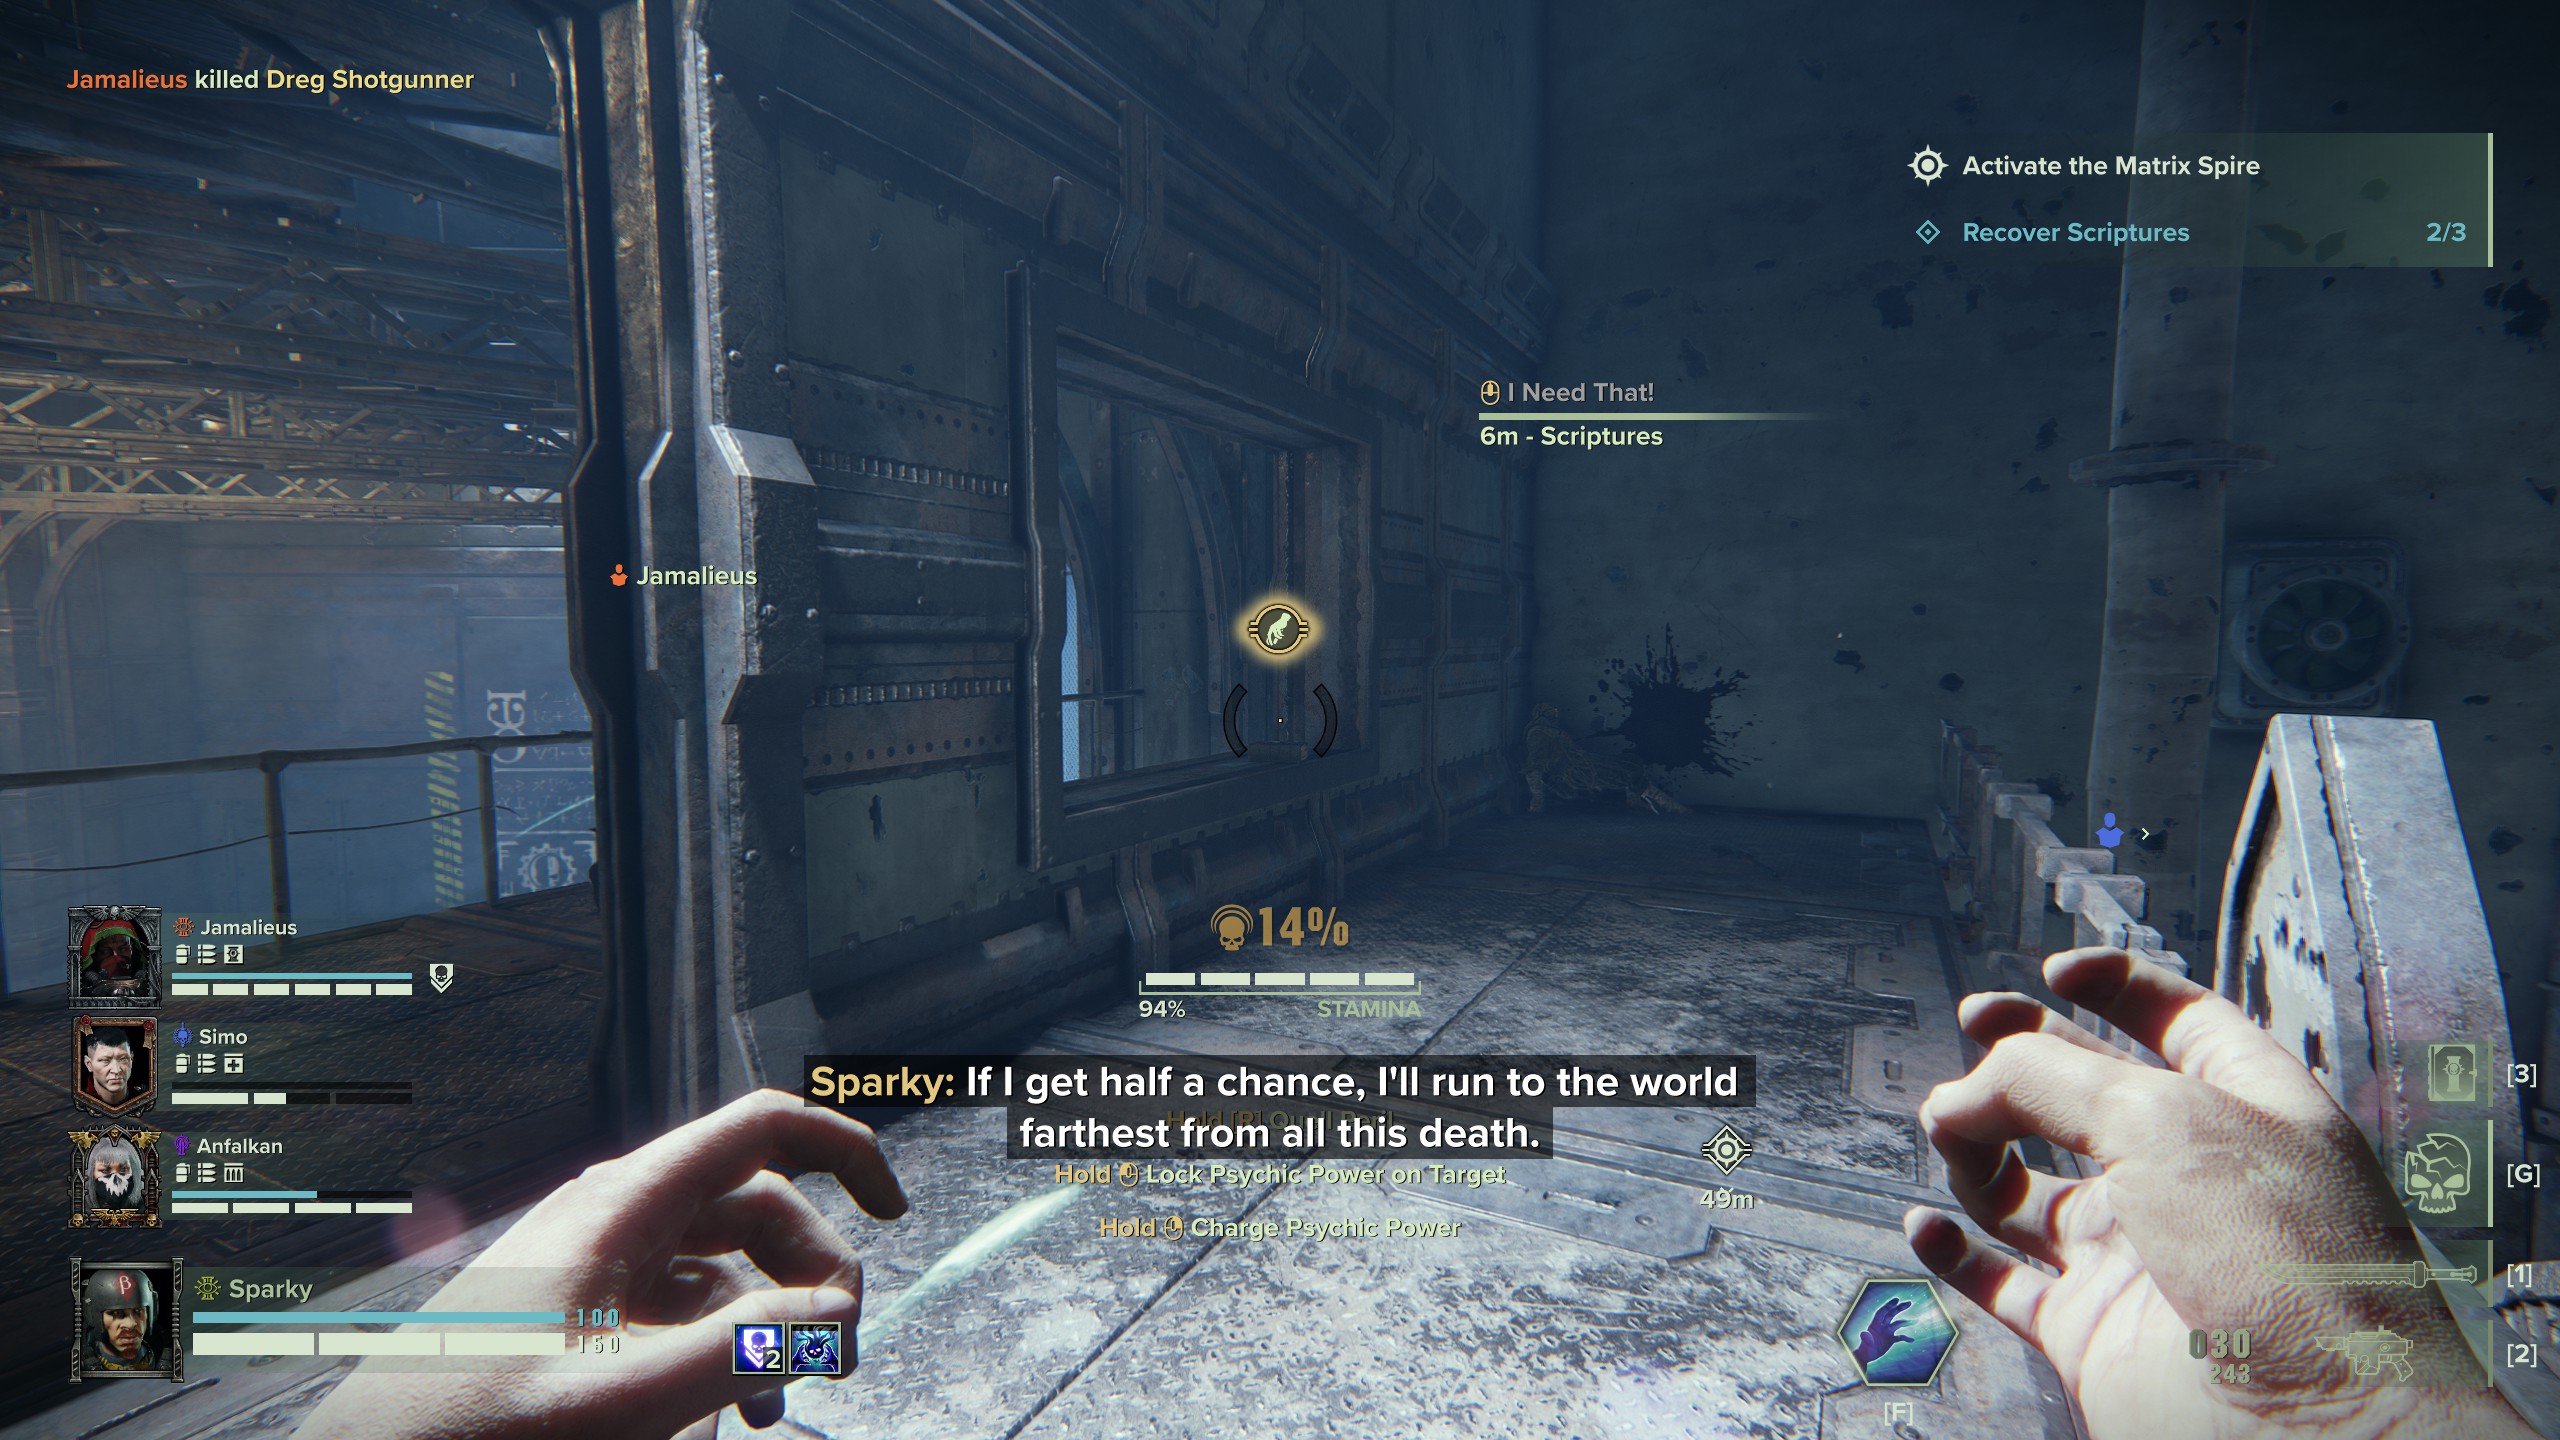 Jamalieus killed Dreg Shotgunner
Activate the Matrix Spire
Recover Scriptures 2/3
I Need That!
6m - Scriptures
Jamalieus
14%
94% STAMINA
Jamalieus
Simo
Anfalkan
Sparky
100
150
2
Sparky: If I get half a chance, I'll run to the world
farthest from all this death.
Hold Lock Psychic Power on Target
Hold Charge Psychic Power
49m
[3]
[G]
[1]
030
243
[2]
[F]